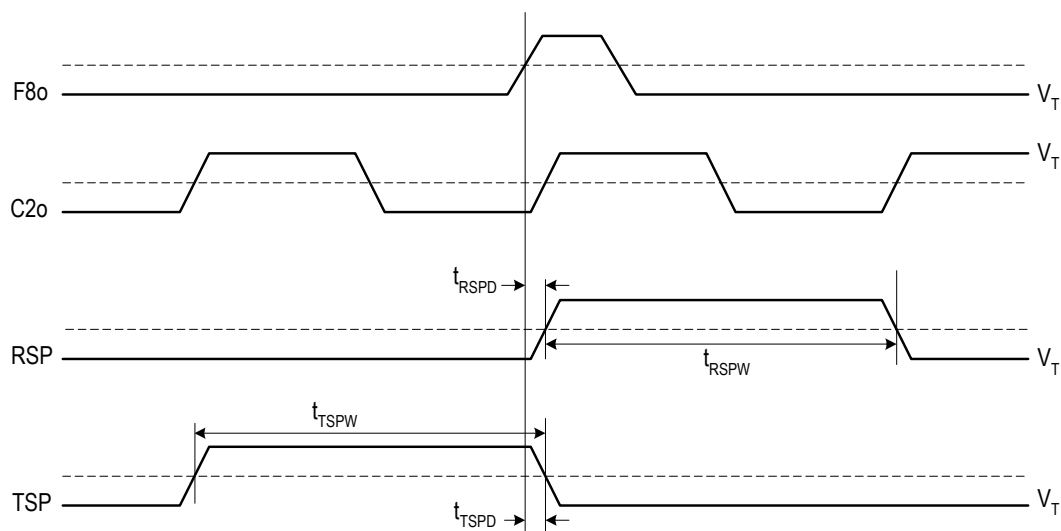 F8o
V_T
V_T
C2o
t_RSPD
RSP
t_RSPW
V_T
t_TSPW
TSP
t_TSPD
V_T